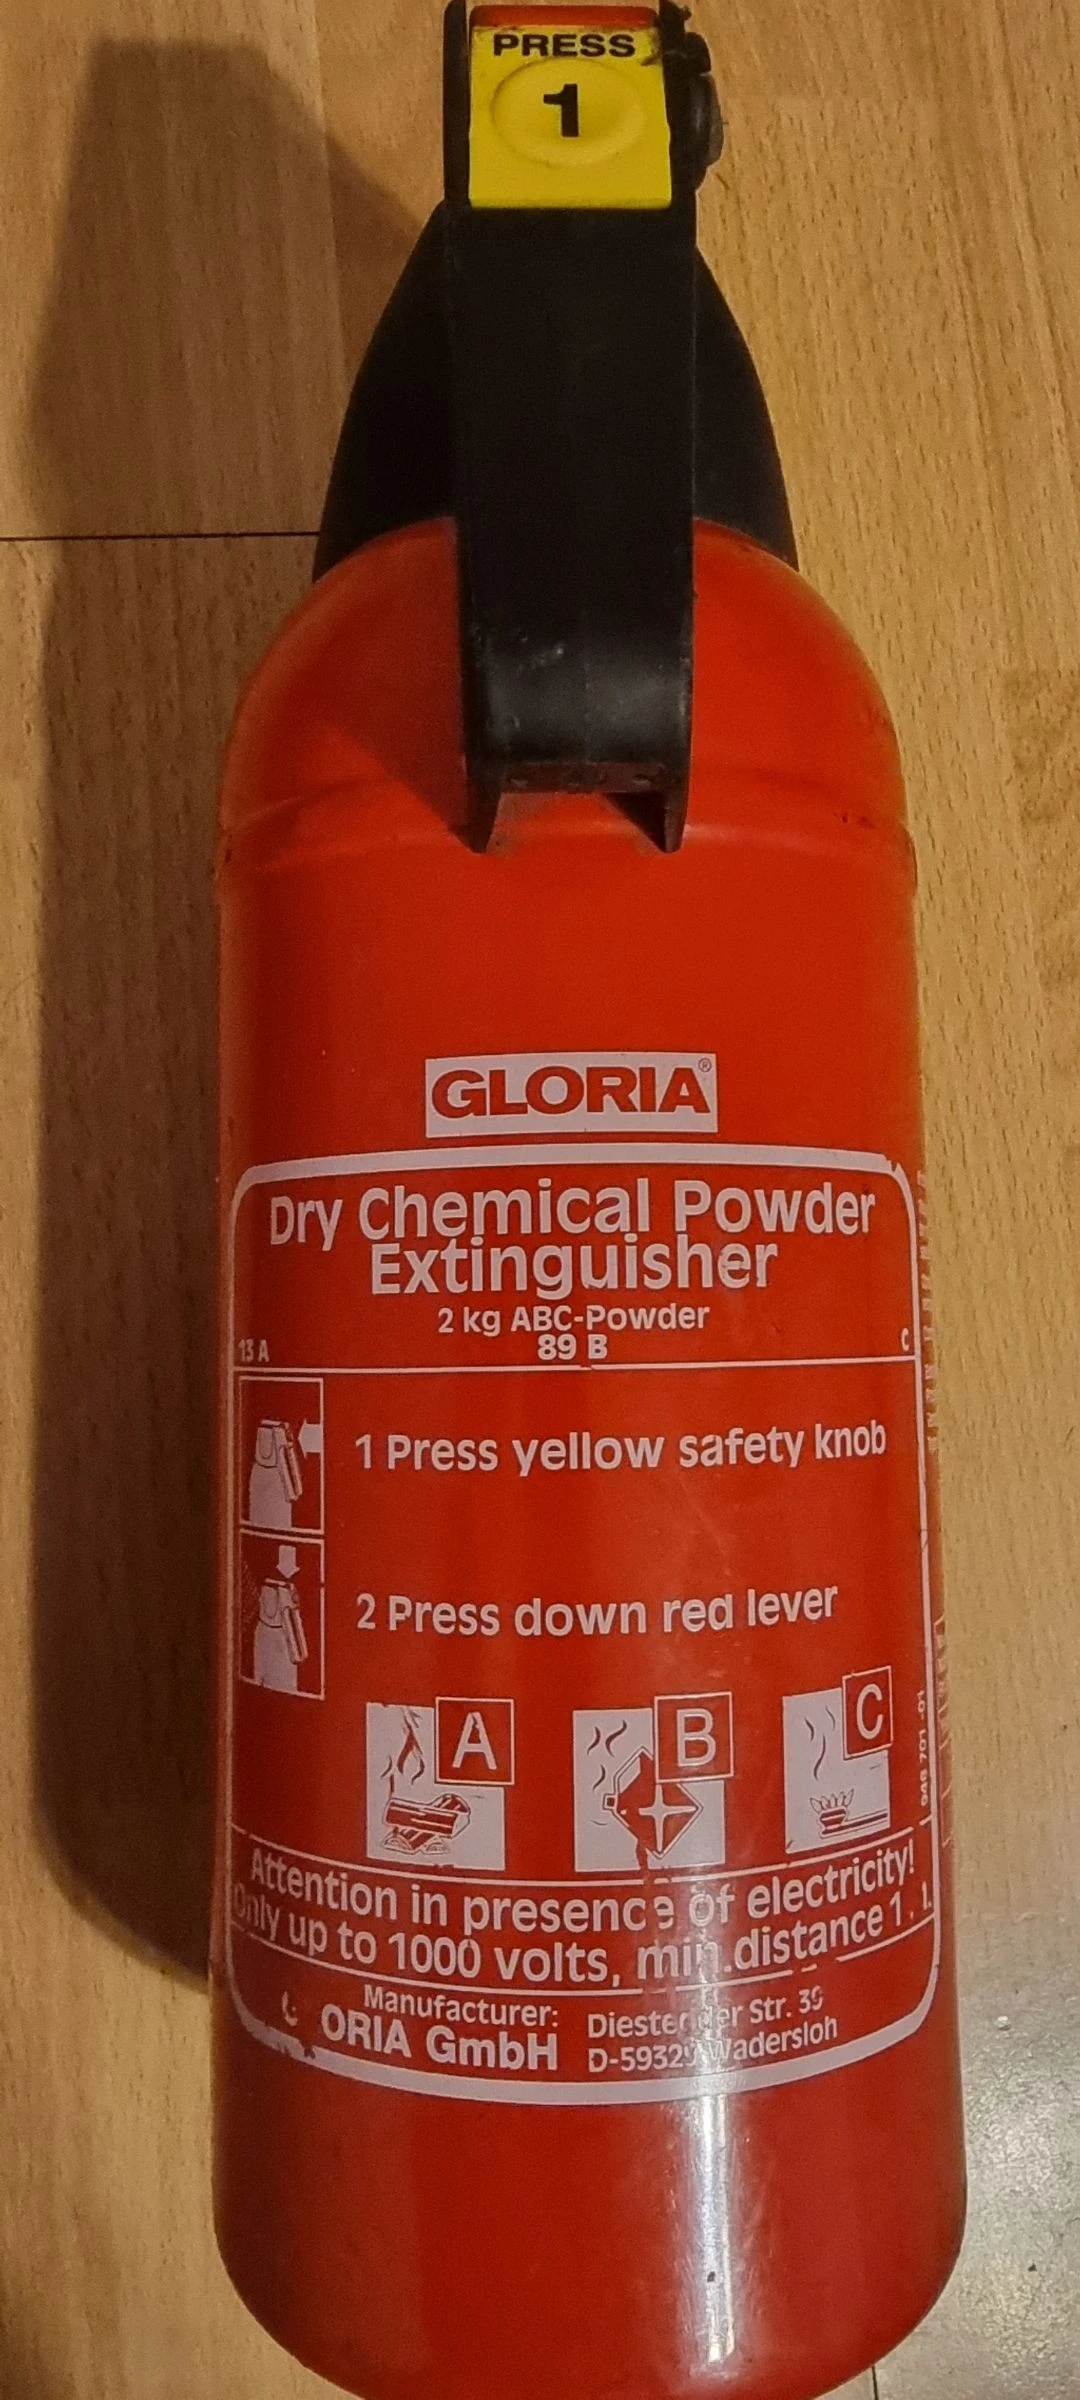 PRESS
1
GLORIA®
Dry Chemical Powder
Extinguisher
2 kg ABC-Powder
13 A 89 B C
1 Press yellow safety knob
2 Press down red lever
A B C
Attention in presence of electricity!
Only up to 1000 volts, min.distance 1
Manufacturer:
ORIA GmbH
Str.
Wadersloh